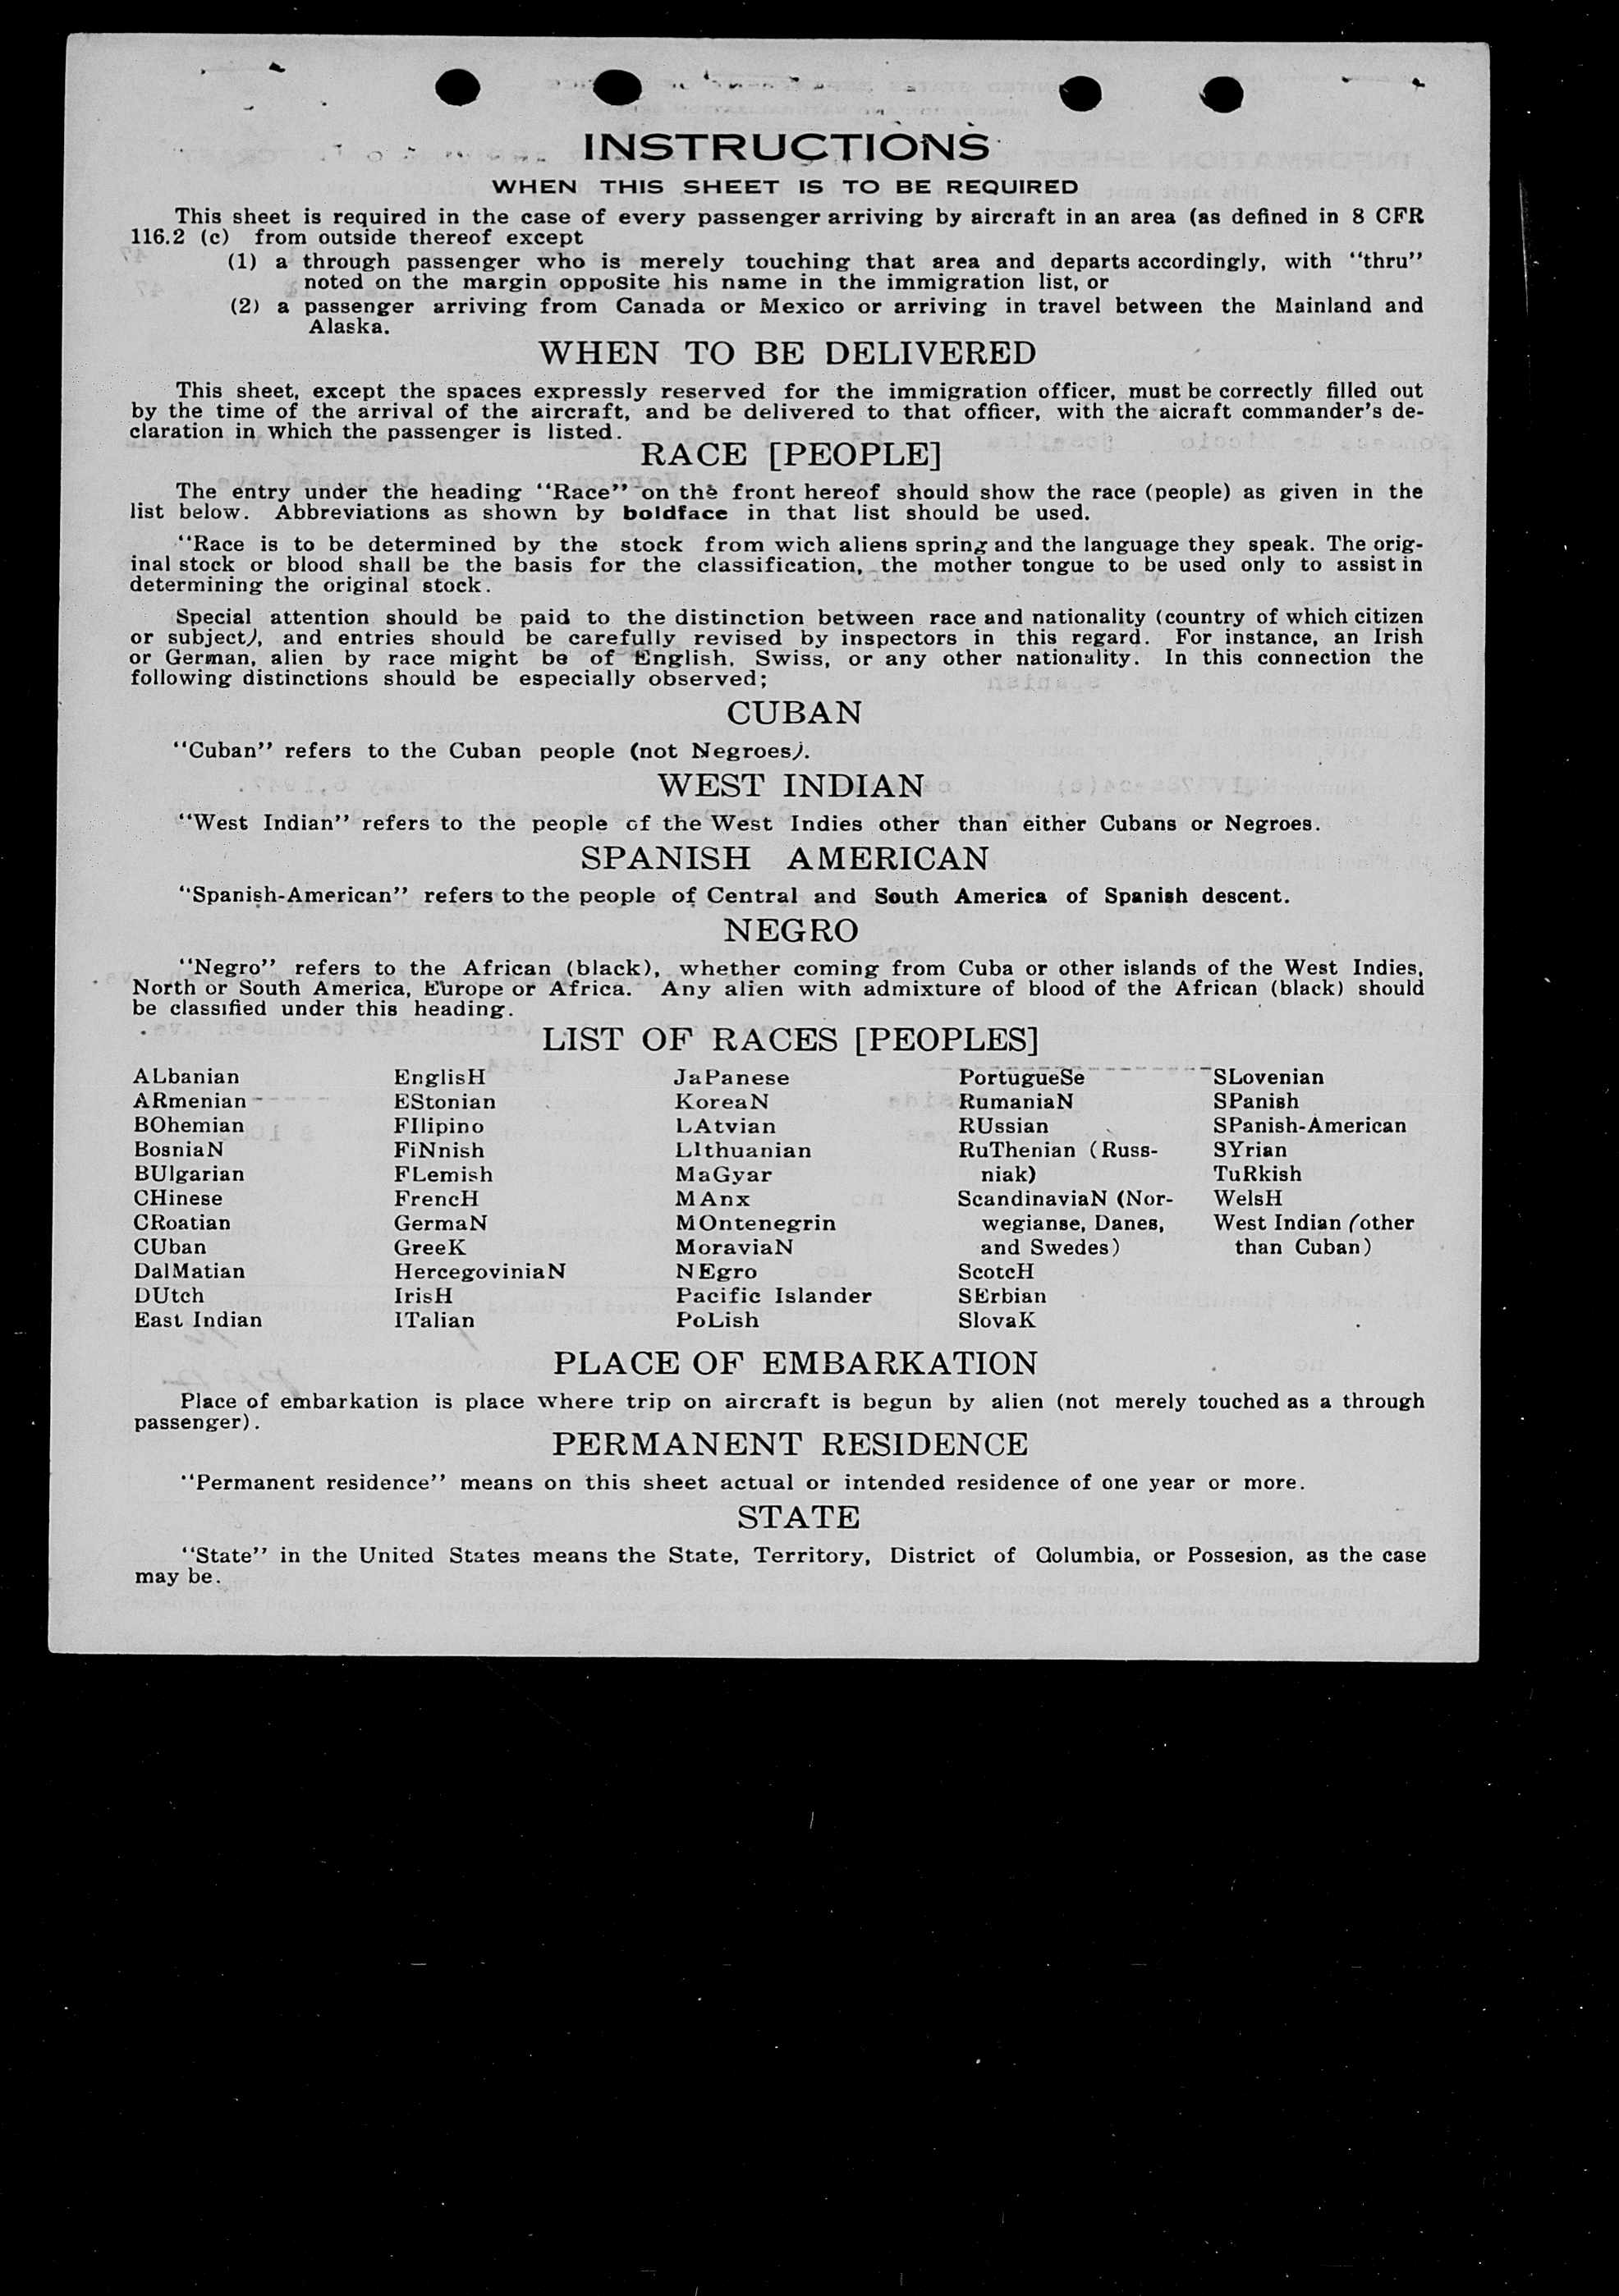 INSTRUCTIONS
WHEN THIS SHEET IS TO BE REQUIRED
This sheet is required in the case of every passenger arriving by aircraft in an area (as defined in 8 CFR
116.2 (c) from outside thereof except
(1) a through passenger who is merely touching that area and departs accordingly, with "thru"
noted on the margin opposite his name in the immigration list, or
(2) a passenger arriving from Canada or Mexico or arriving in travel between the Mainland and
Alaska.
WHEN TO BE DELIVERED
This sheet, except the spaces expressly reserved for the immigration officer, must be correctly filled out
by the time of the arrival of the aircraft, and be delivered to that officer, with the aicraft commander's de-
claration in which the passenger is listed.
RACE [PEOPLE]
The entry under the heading "Race" on the front hereof should show the race (people) as given in the
list below. Abbreviations as shown by boldface in that list should be used.
"Race is to be determined by the stock from wich aliens spring and the language they speak. The orig-
inal stock or blood shall be the basis for the classification, the mother tongue to be used only to assist in
determining the original stock.
Special attention should be paid to the distinction between race and nationality (country of which citizen
or subject), and entries should be carefully revised by inspectors in this regard. For instance, an Irish
or German, alien by race might be of English, Swiss, or any other nationality. In this connection the
following distinctions should be especially observed;
CUBAN
"Cuban" refers to the Cuban people (not Negroes).
WEST INDIAN
"West Indian" refers to the people of the West Indies other than either Cubans or Negroes.
SPANISH AMERICAN
"Spanish-American" refers to the people of Central and South America of Spanish descent.
NEGRO
"Negro" refers to the African (black), whether coming from Cuba or other islands of the West Indies,
North or South America, Europe or Africa. Any alien with admixture of blood of the African (black) should
be classified under this heading.
LIST OF RACES [PEOPLES]
ALbanian
ARmenian
BOhemian
BosniaN
BUlgarian
CHinese
CRoatian
CUban
DalMatian
DUtch
East Indian
EnglisH
EStonian
FIlipino
FiNnish
FLemish
FrencH
GermaN
GreeK
HercegoviniaN
IrisH
ITalian
JaPanese
KoreaN
LAtvian
LIthuanian
MaGyar
MAnx
MOntenegrin
MoraviaN
NEgro
Pacific Islander
PoLish
PortugueSe
RumaniaN
RUssian
RuThenian (Russ-
niak)
ScandinaviaN (Nor-
wegianse, Danes,
and Swedes)
ScotcH
SErbian
SlovaK
SLovenian
SPanish
SPanish-American
SYrian
TuRkish
WelsH
West Indian (other
than Cuban)
PLACE OF EMBARKATION
Place of embarkation is place where trip on aircraft is begun by alien (not merely touched as a through
passenger).
PERMANENT RESIDENCE
"Permanent residence" means on this sheet actual or intended residence of one year or more.
STATE
"State" in the United States means the State, Territory, District of Columbia, or Possesion, as the case
may be.